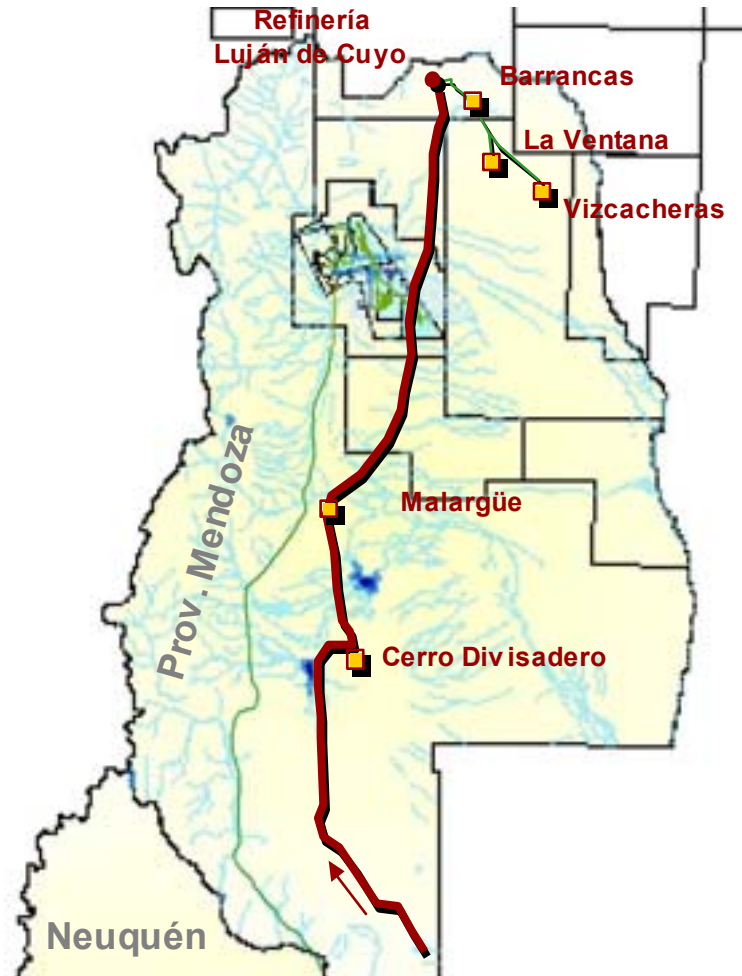 Refinería
Luján de Cuyo
Barrancas
La Ventana
Vizcacheras
Prov. Mendoza
Malargüe
Cerro Divisadero
Neuquén